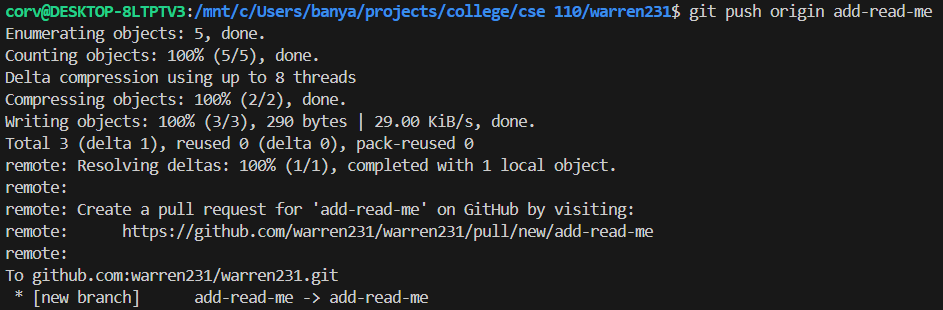 corv@DESKTOP-8LTPTV3:/mnt/c/Users/banya/projects/college/cse 110/warren231$ git push origin add-read-me
Enumerating objects: 5, done.
Counting objects: 100% (5/5), done.
Delta compression using up to 8 threads
Compressing objects: 100% (2/2), done.
Writing objects: 100% (3/3), 290 bytes | 29.00 KiB/s, done.
Total 3 (delta 1), reused 0 (delta 0), pack-reused 0
remote: Resolving deltas: 100% (1/1), completed with 1 local object.
remote:
remote: Create a pull request for 'add-read-me' on GitHub by visiting:
remote:      https://github.com/warren231/warren231/pull/new/add-read-me
remote:
To github.com:warren231/warren231.git
 * [new branch]      add-read-me -> add-read-me